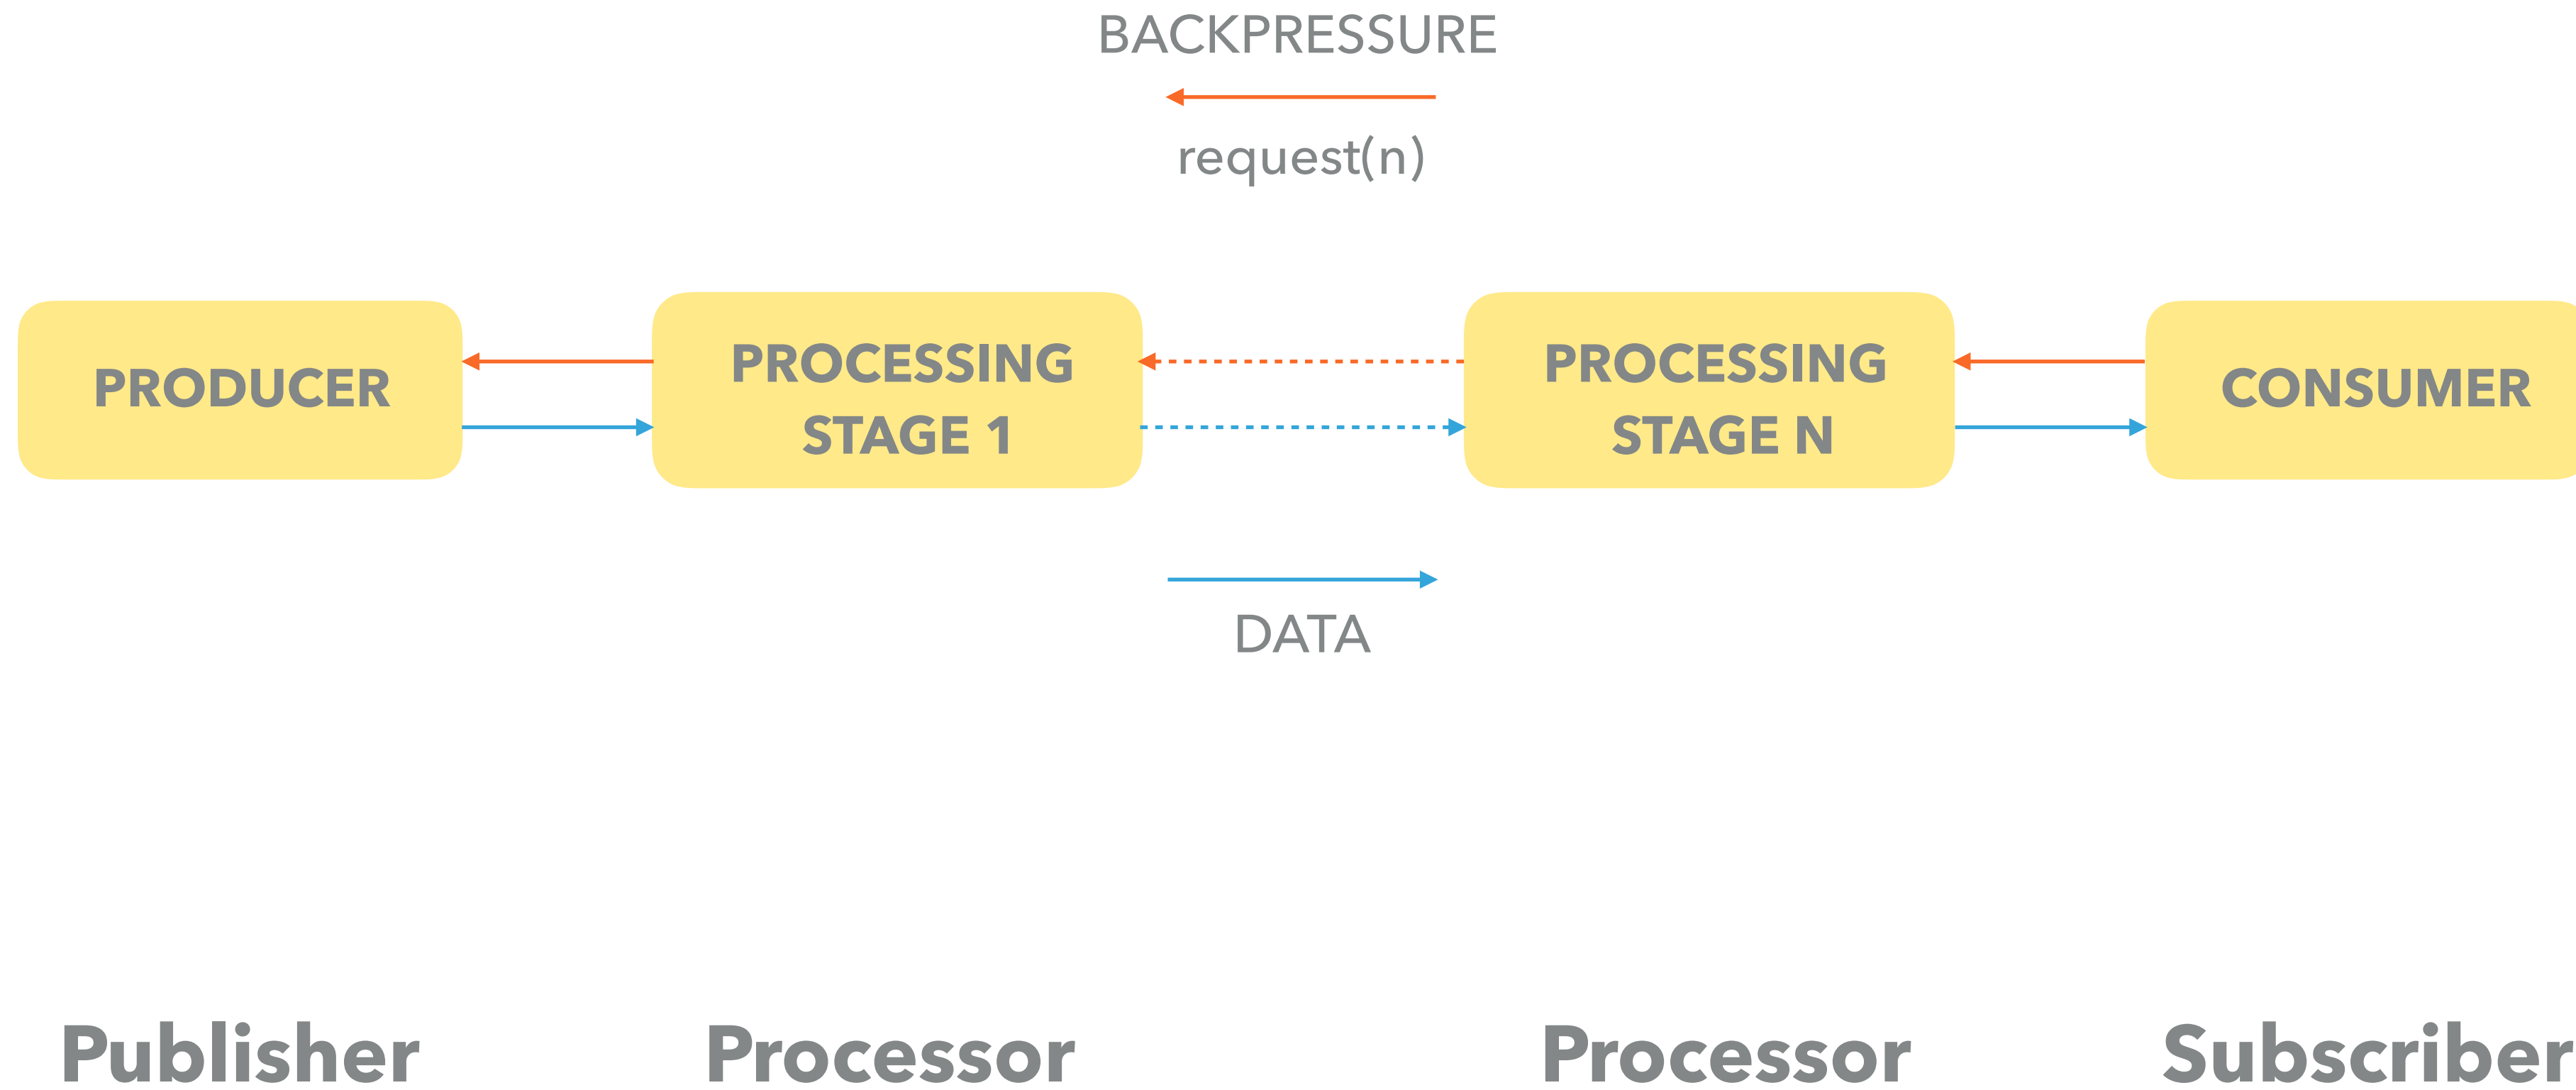 BACKPRESSURE
request(n)
PRODUCER
PROCESSING
STAGE 1
PROCESSING
STAGE N
CONSUMER
DATA
Publisher
Processor
Processor
Subscriber